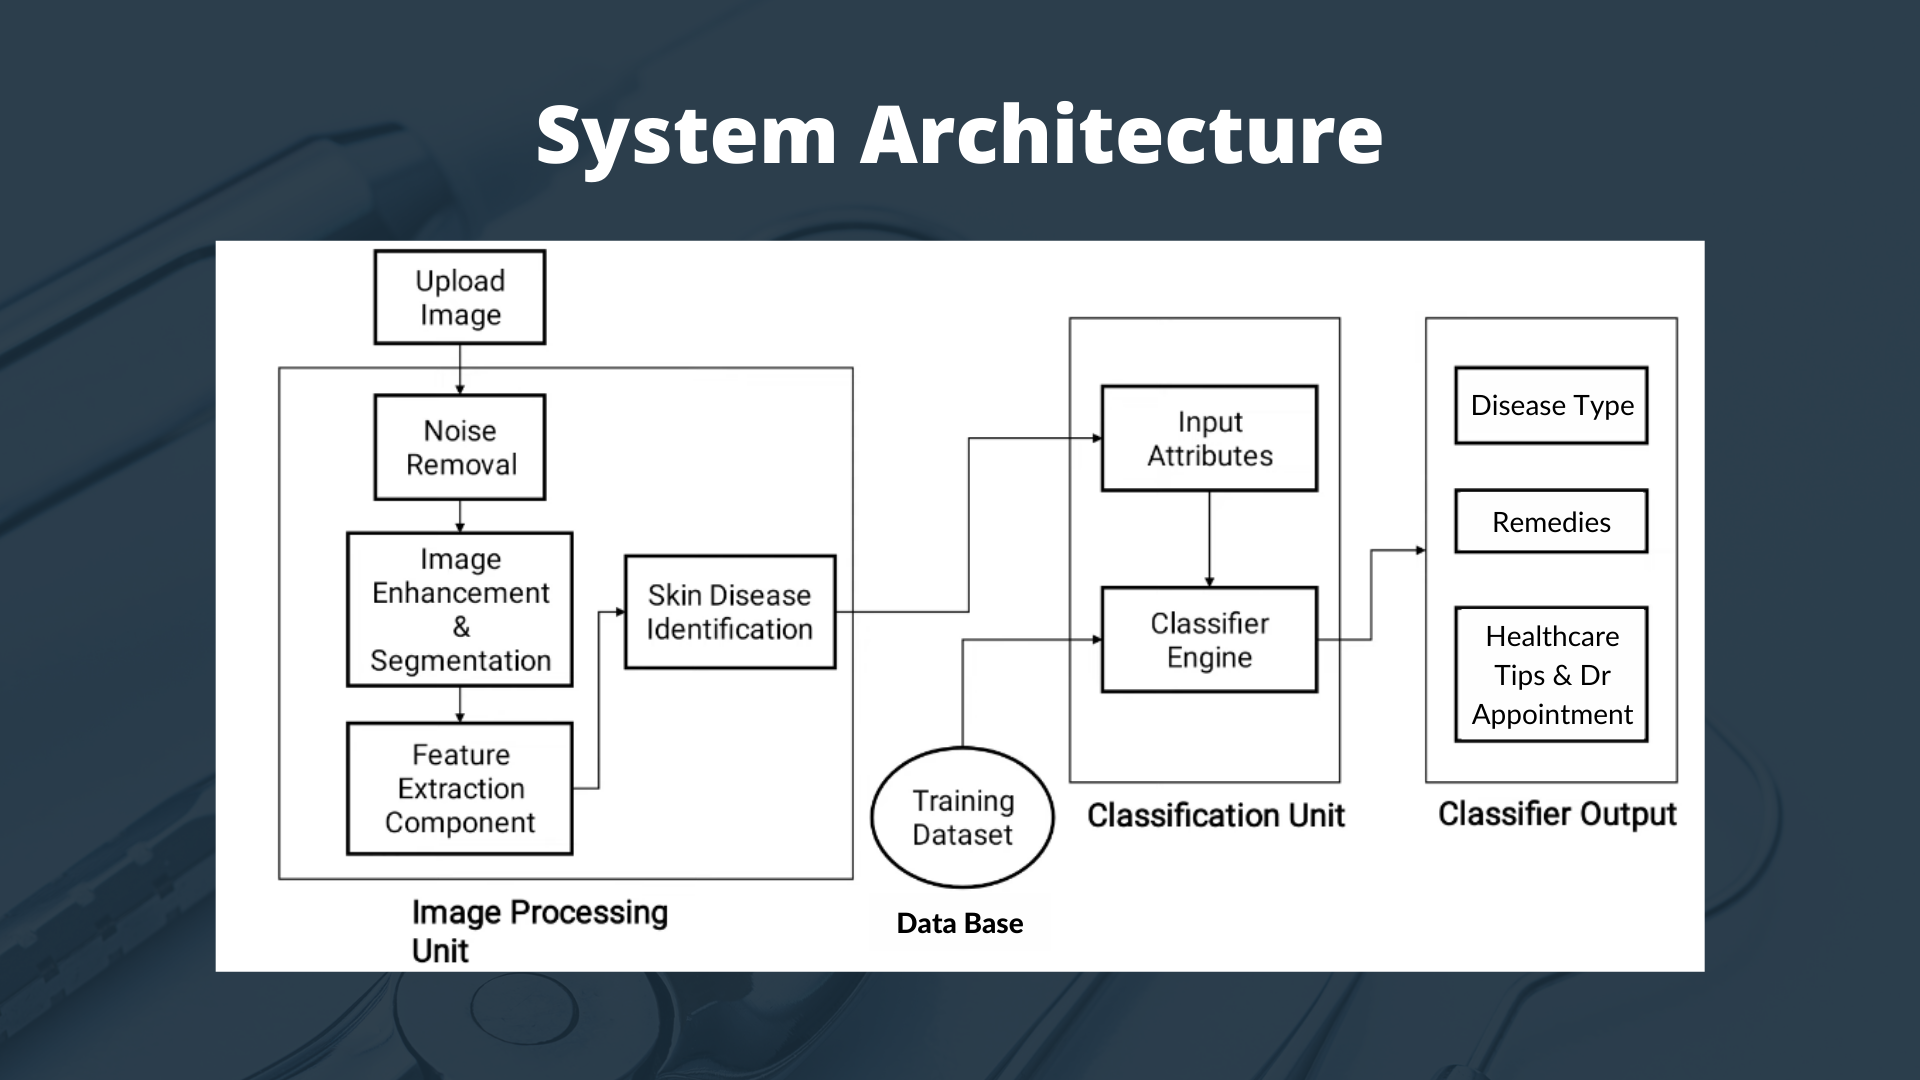 System Architecture
Upload
Image
Noise
Removal
Image
Enhancement
&
Segmentation
Feature
Extraction
Component
Skin Disease
Identification
Image Processing
Unit
Training
Dataset
Data Base
Input
Attributes
Classifier
Engine
Classification Unit
Disease Type
Remedies
Healthcare
Tips & Dr
Appointment
Classifier Output